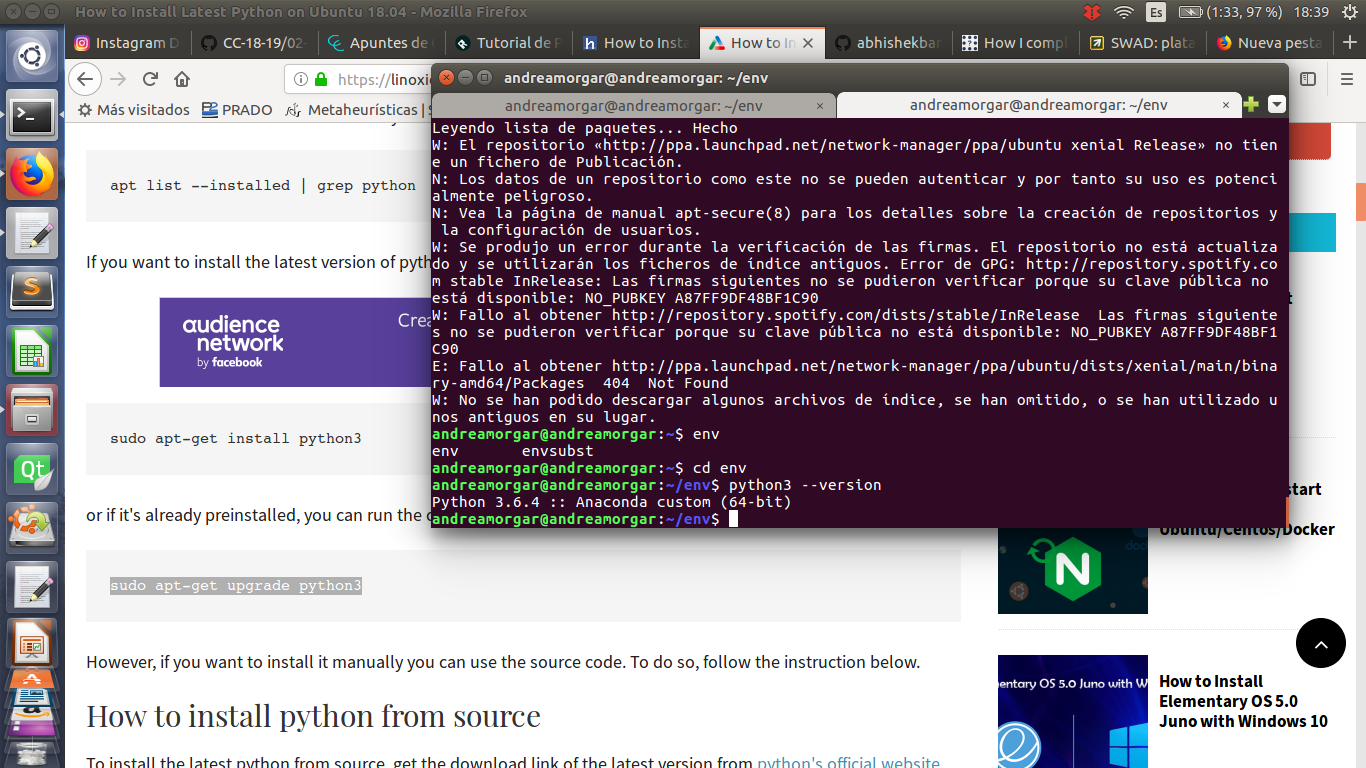 How to Install Latest Python on Ubuntu 18.04 - Mozilla Firefox
Es
(1:33, 97 %)
18:39
Instagram D
CC-18-19/02-
Apuntes de
Tutorial de P
How to Insta
How to In
abhishekbar
How I compl
SWAD: plata
Nueva pesta
https://linoxi
Más visitados
PRADO
Metaheurísticas | S
andreamorgar@andreamorgar: ~/env
andreamorgar@andreamorgar: ~/env
andreamorgar@andreamorgar: ~/env
Leyendo lista de paquetes... Hecho
W: El repositorio «http://ppa.launchpad.net/network-manager/ppa/ubuntu xenial Release» no tien
e un fichero de Publicación.
N: Los datos de un repositorio como este no se pueden autenticar y por tanto su uso es potenci
almente peligroso.
N: Vea la página de manual apt-secure(8) para los detalles sobre la creación de repositorios y
la configuración de usuarios.
W: Se produjo un error durante la verificación de las firmas. El repositorio no está actualiza
do y se utilizarán los ficheros de índice antiguos. Error de GPG: http://repository.spotify.co
m stable InRelease: Las firmas siguientes no se pudieron verificar porque su clave pública no
está disponible: NO_PUBKEY A87FF9DF48BF1C90
W: Fallo al obtener http://repository.spotify.com/dists/stable/InRelease  Las firmas siguiente
s no se pudieron verificar porque su clave pública no está disponible: NO_PUBKEY A87FF9DF48BF1
C90
E: Fallo al obtener http://ppa.launchpad.net/network-manager/ppa/ubuntu/dists/xenial/main/bina
ry-amd64/Packages  404  Not Found
W: No se han podido descargar algunos archivos de índice, se han omitido, o se han utilizado u
nos antiguos en su lugar.
andreamorgar@andreamorgar:~$ env
env       envsubst
andreamorgar@andreamorgar:~$ cd env
andreamorgar@andreamorgar:~/env$ python3 --version
Python 3.6.4 :: Anaconda custom (64-bit)
andreamorgar@andreamorgar:~/env$
apt list --installed | grep python
If you want to install the latest version of pyth
audience
network
by facebook
Crea
sudo apt-get install python3
or if it's already preinstalled, you can run the c
sudo apt-get upgrade python3
However, if you want to install it manually you can use the source code. To do so, follow the instruction below.
How to install python from source
To install the latest python from source, get the download link of the latest version from python's official website
start
Ubuntu/Centos/Docker
N
mentary OS 5.0 Juno with W
How to Install
Elementary OS 5.0
Juno with Windows 10